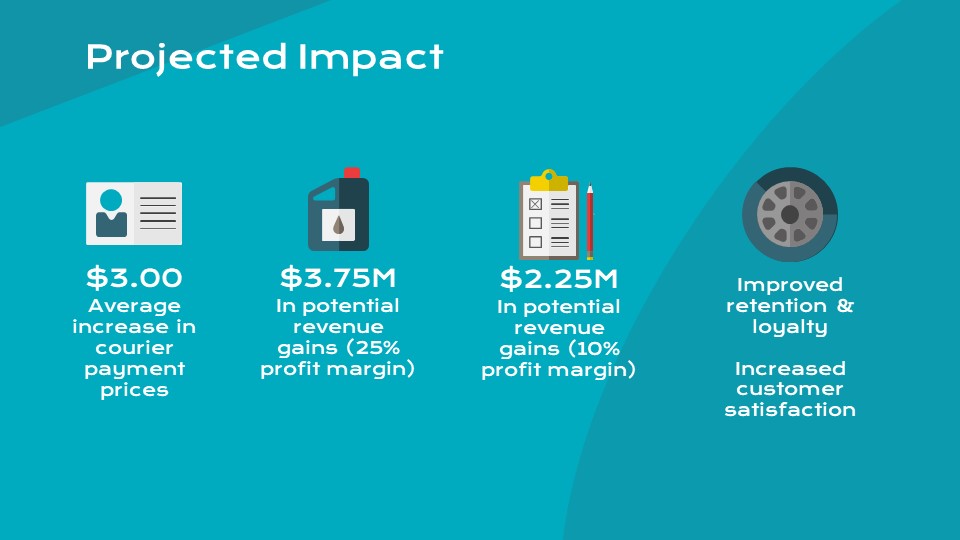 Projected Impact
$3.00
Average
increase in
courier
payment
prices
$3.75M
In potential
revenue
gains (25%
profit margin)
$2.25M
In potential
revenue
gains (10%
profit margin)
Improved
retention &
loyalty
Increased
customer
satisfaction